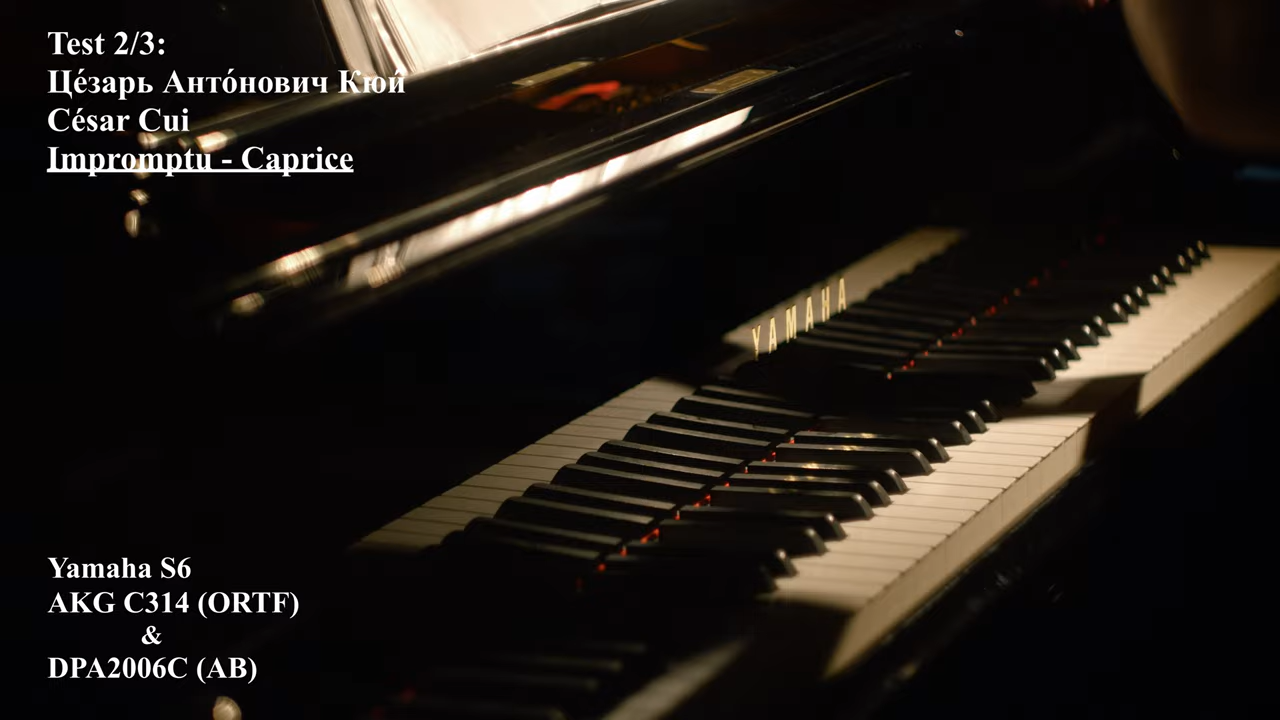 Test 2/3:
Це́зарь Анто́нович Кюи́
César Cui
Impromptu - Caprice
YAMAHA
Yamaha S6
AKG C314 (ORTF)
&
DPA2006C (AB)